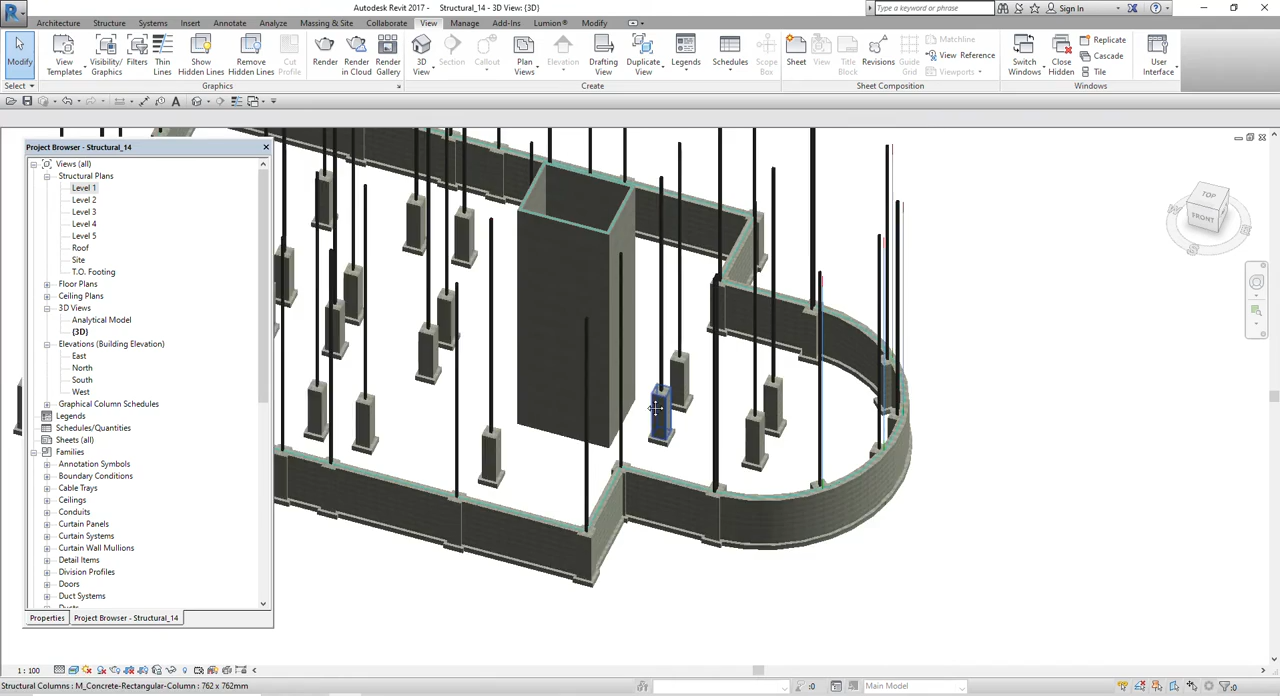 Autodesk Revit 2017 - Structural_14 - 3D View: {3D}
Type a keyword or phrase
Sign In
Architecture Structure Systems Insert Annotate Analyze Massing & Site Collaborate View Manage Add-Ins Lumion® Modify
Modify
View Templates
Visibility/ Graphics
Filters
Thin Lines
Show Hidden Lines
Remove Hidden Lines
Cut Profile
Render
Render in Cloud
Render Gallery
3D View
Section
Callout
Plan Views
Elevation
Drafting View
Duplicate View
Legends
Schedules
Scope Box
Sheet
View
Title Block
Revisions
Guide Grid
Matchline
View Reference
Viewports
Switch Windows
Close Hidden
Replicate
Cascade
Tile
User Interface
Select
Graphics
Create
Sheet Composition
Windows
Project Browser - Structural_14
Views (all)
Structural Plans
Level 1
Level 2
Level 3
Level 4
Level 5
Roof
Site
T.O. Footing
Floor Plans
Ceiling Plans
3D Views
Analytical Model
{3D}
Elevations (Building Elevation)
East
North
South
West
Graphical Column Schedules
Legends
Schedules/Quantities
Sheets (all)
Families
Annotation Symbols
Boundary Conditions
Cable Trays
Ceilings
Conduits
Curtain Panels
Curtain Systems
Curtain Wall Mullions
Detail Items
Division Profiles
Doors
Duct Systems
Properties
Project Browser - Structural_14
TOP
FRONT
W
S
E
1 : 100
Structural Columns : M_Concrete-Rectangular-Column : 762 x 762mm
:0
Main Model
:0